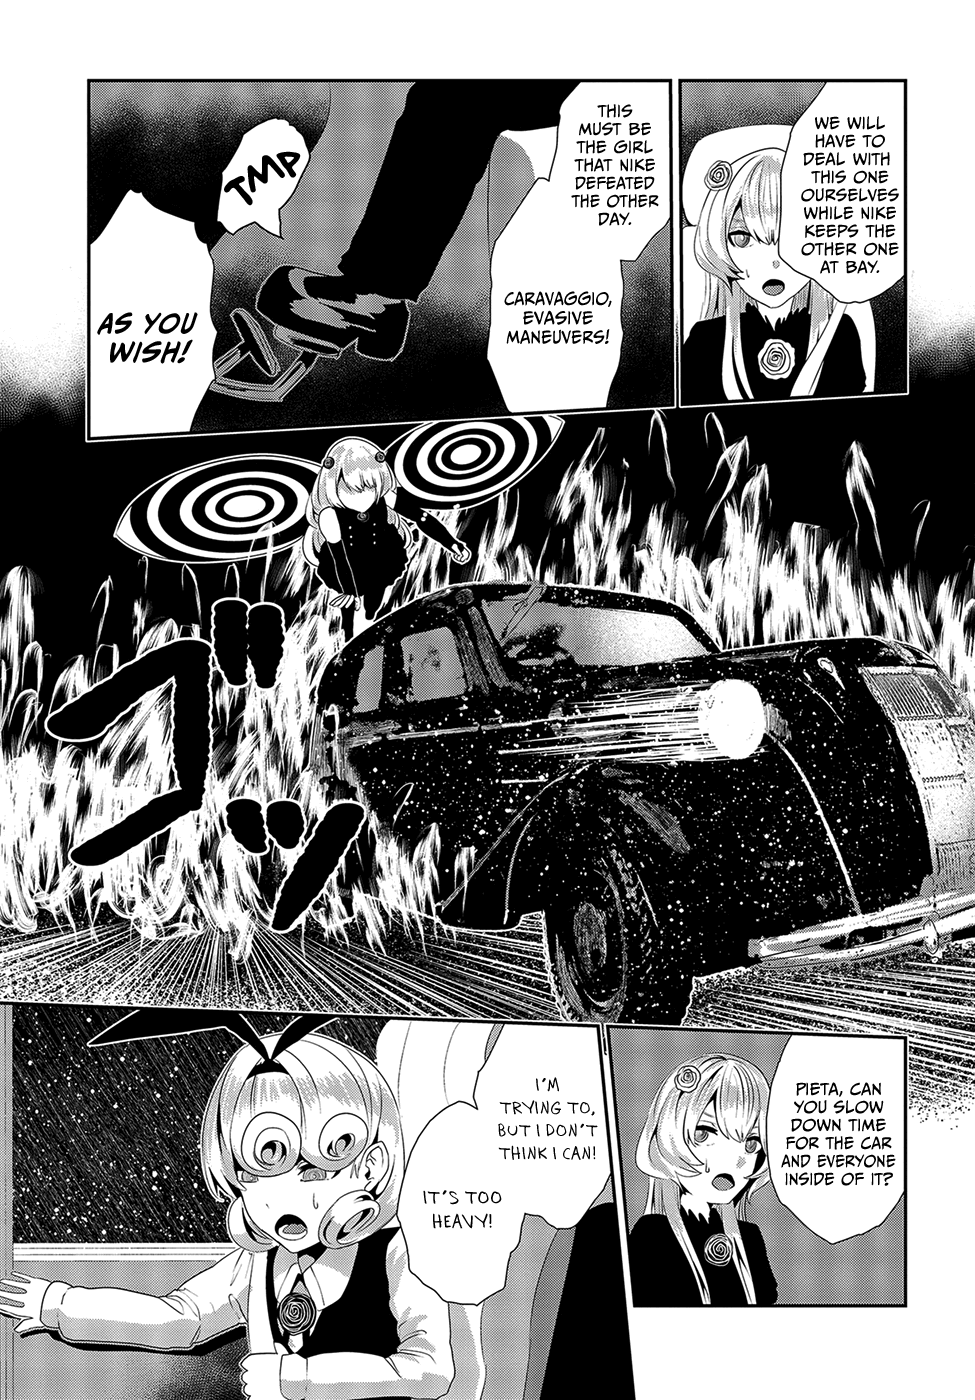 WE WILL
HAVE TO
DEAL WITH
THIS ONE
OURSELVES
WHILE NIKE
KEEPS THE
OTHER ONE
AT BAY.
THIS
MUST BE
THE GIRL
THAT NIKE
DEFEATED
THE OTHER
DAY.
CARAVAGGIO,
EVASIVE
MANEUVERS!
TMP
AS YOU
WISH!
ゴガッ
PIETA, CAN
YOU SLOW
DOWN TIME
FOR THE CAR
AND EVERYONE
INSIDE OF IT?
I'M
TRYING TO,
BUT I DON'T
THINK I CAN!
IT'S TOO
HEAVY!